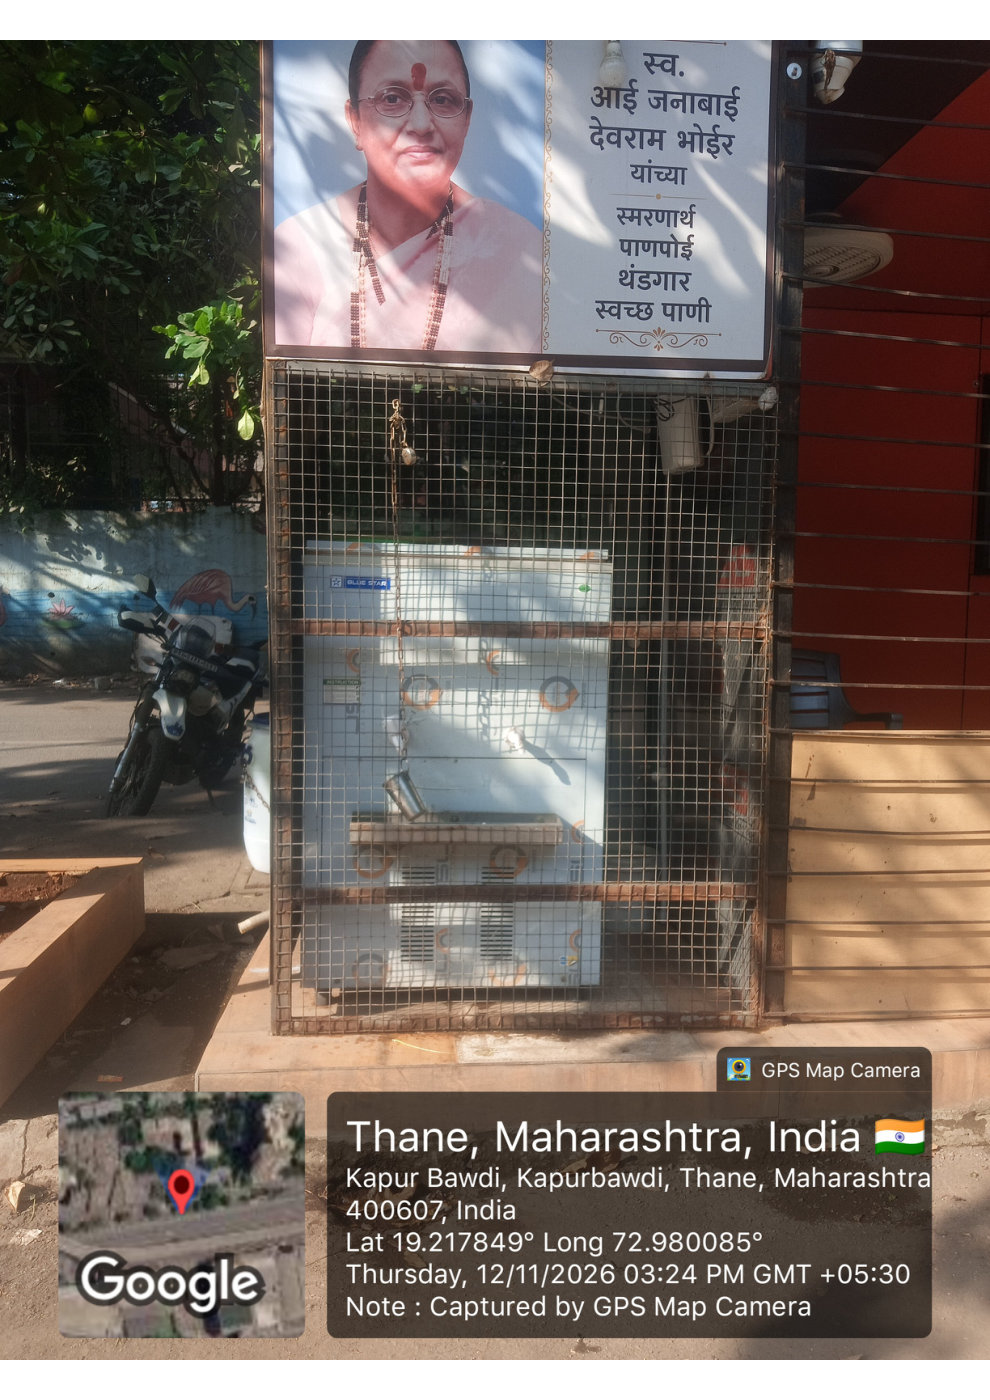 स्व.
आई जनाबाई
देवराम भोईर
यांच्या
स्मरणार्थ
पाणपोई
थंडगार
स्वच्छ पाणी
BLUE STAR
GPS Map Camera
Thane, Maharashtra, India
Kapur Bawdi, Kapurbawdi, Thane, Maharashtra
400607, India
Lat 19.217849° Long 72.980085°
Thursday, 12/11/2026 03:24 PM GMT +05:30
Note : Captured by GPS Map Camera
Google